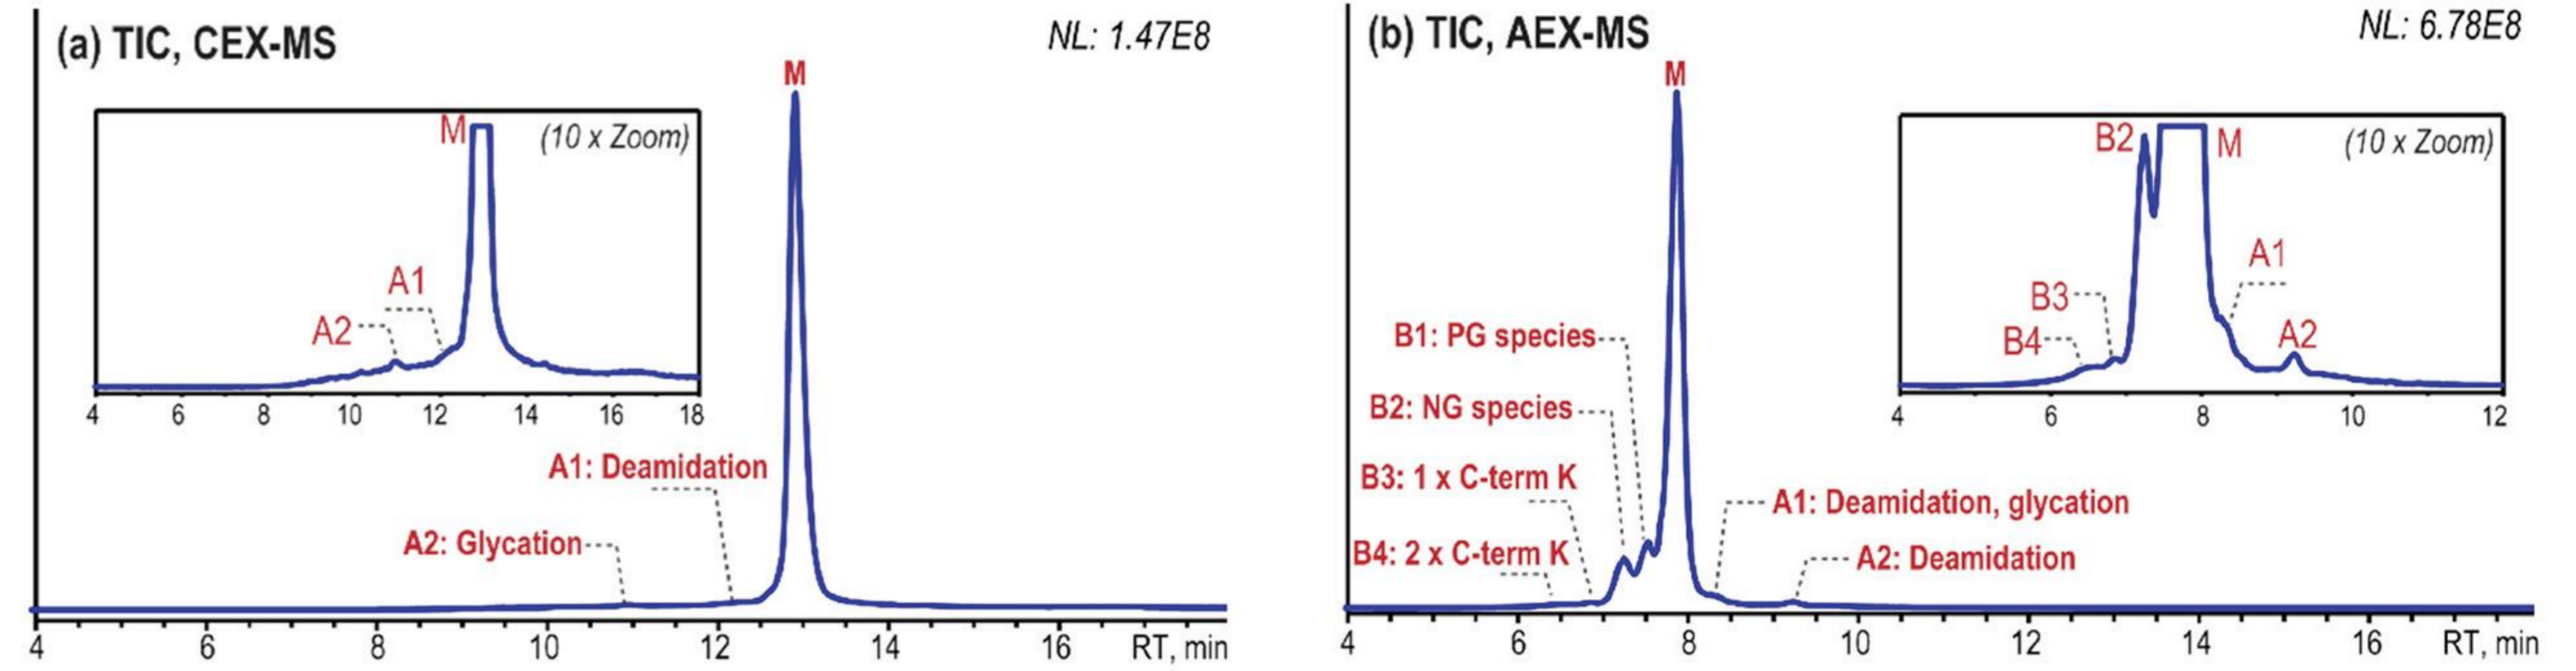 (a) TIC, CEX-MS
NL: 1.47E8
M
(10 x Zoom)
M
A1
A2
4 6 8 10 12 14 16 18
A1: Deamidation
A2: Glycation
4 6 8 10 12 14 16 RT, min
(b) TIC, AEX-MS
NL: 6.78E8
M
B2
M
(10 x Zoom)
A1
B3
B4
A2
4 6 8 10 12
B1: PG species
B2: NG species
B3: 1 x C-term K
B4: 2 x C-term K
A1: Deamidation, glycation
A2: Deamidation
4 6 8 10 12 14 16 RT, min